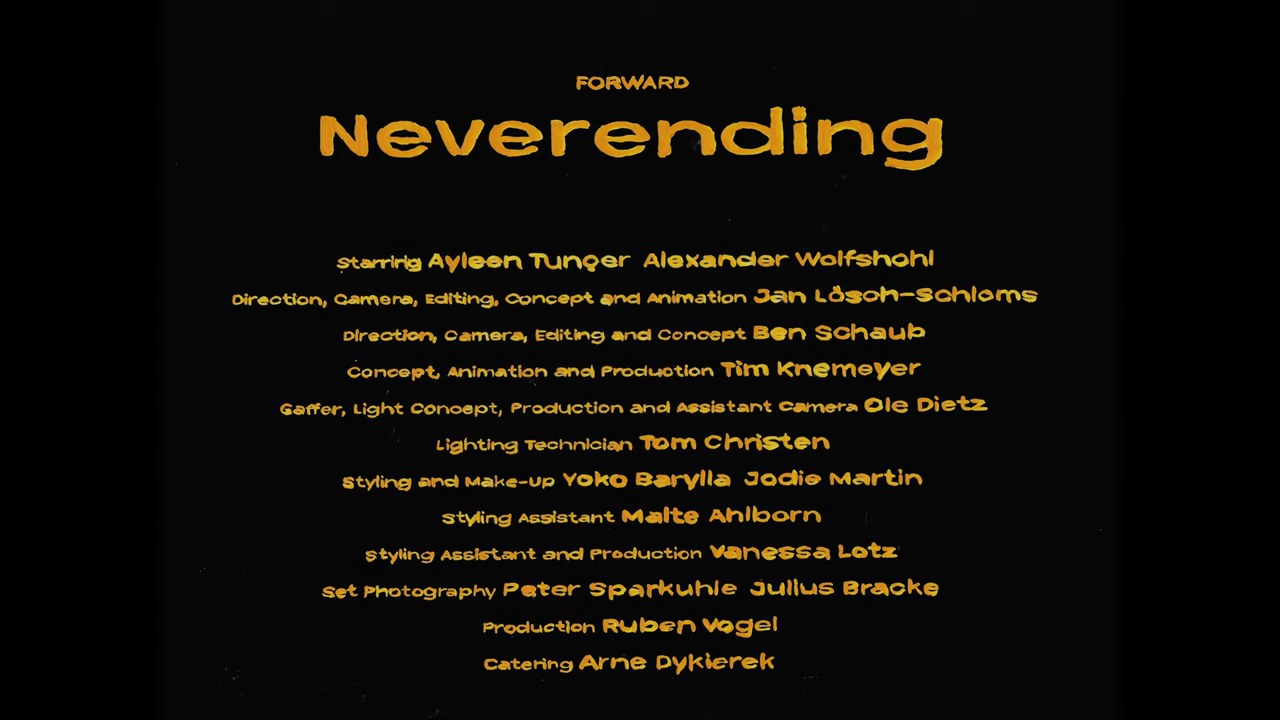 FORWARD
Neverending
Starring Ayleen Tunçer Alexander Wolfshohl
Direction, Camera, Editing, Concept and Animation Jan Lösch-Schloms
Direction, Camera, Editing and Concept Ben Schaub
Concept, Animation and Production Tim Knemeyer
Gaffer, Light Concept, Production and Assistant Camera Ole Dietz
Lighting Technician Tom Christen
Styling and Make-up Yoko Barylla Jodie Martin
Styling Assistant Malte Ahlborn
Styling Assistant and Production Vanessa Lotz
Set Photography Peter Sparkuhle Julius Bracke
Production Ruben Vogel
Catering Arne Dykierek